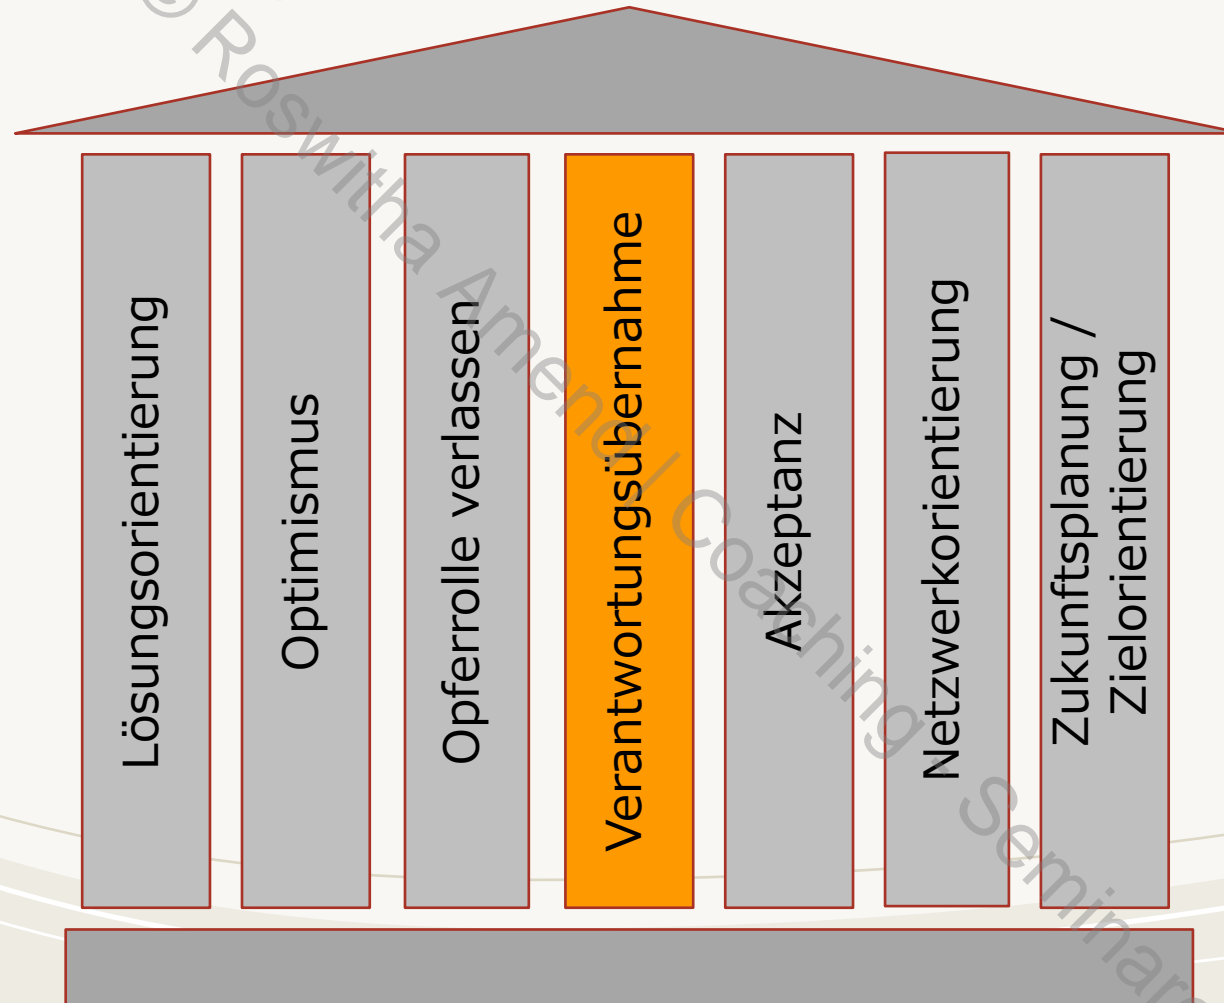 Lösungsorientierung
Optimismus
Opferrolle verlassen
Verantwortungsübernahme
Akzeptanz
Netzwerkorientierung
Zukunftsplanung /
Zielorientierung
© Roswitha Amend / Coaching - Seminare